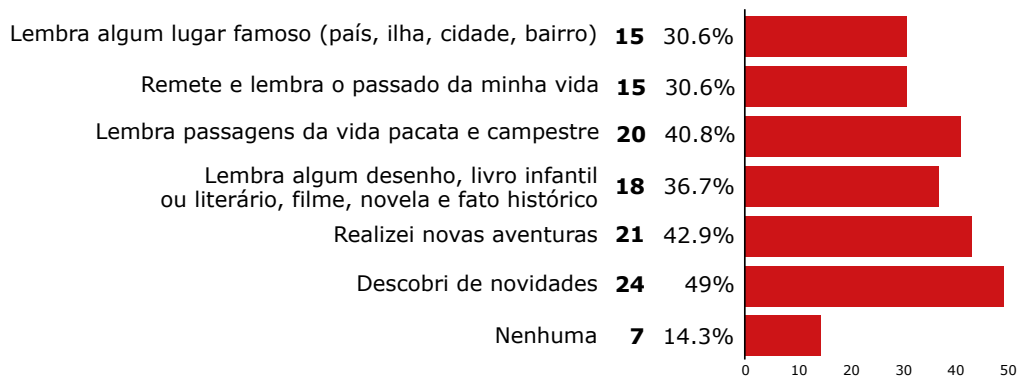 Lembra algum lugar famoso (país, ilha, cidade, bairro) 15 30.6%
Remete e lembra o passado da minha vida 15 30.6%
Lembra passagens da vida pacata e campestre 20 40.8%
Lembra algum desenho, livro infantil
ou literário, filme, novela e fato histórico 18 36.7%
Realizei novas aventuras 21 42.9%
Descobri de novidades 24 49%
Nenhuma 7 14.3%
0 10 20 30 40 50